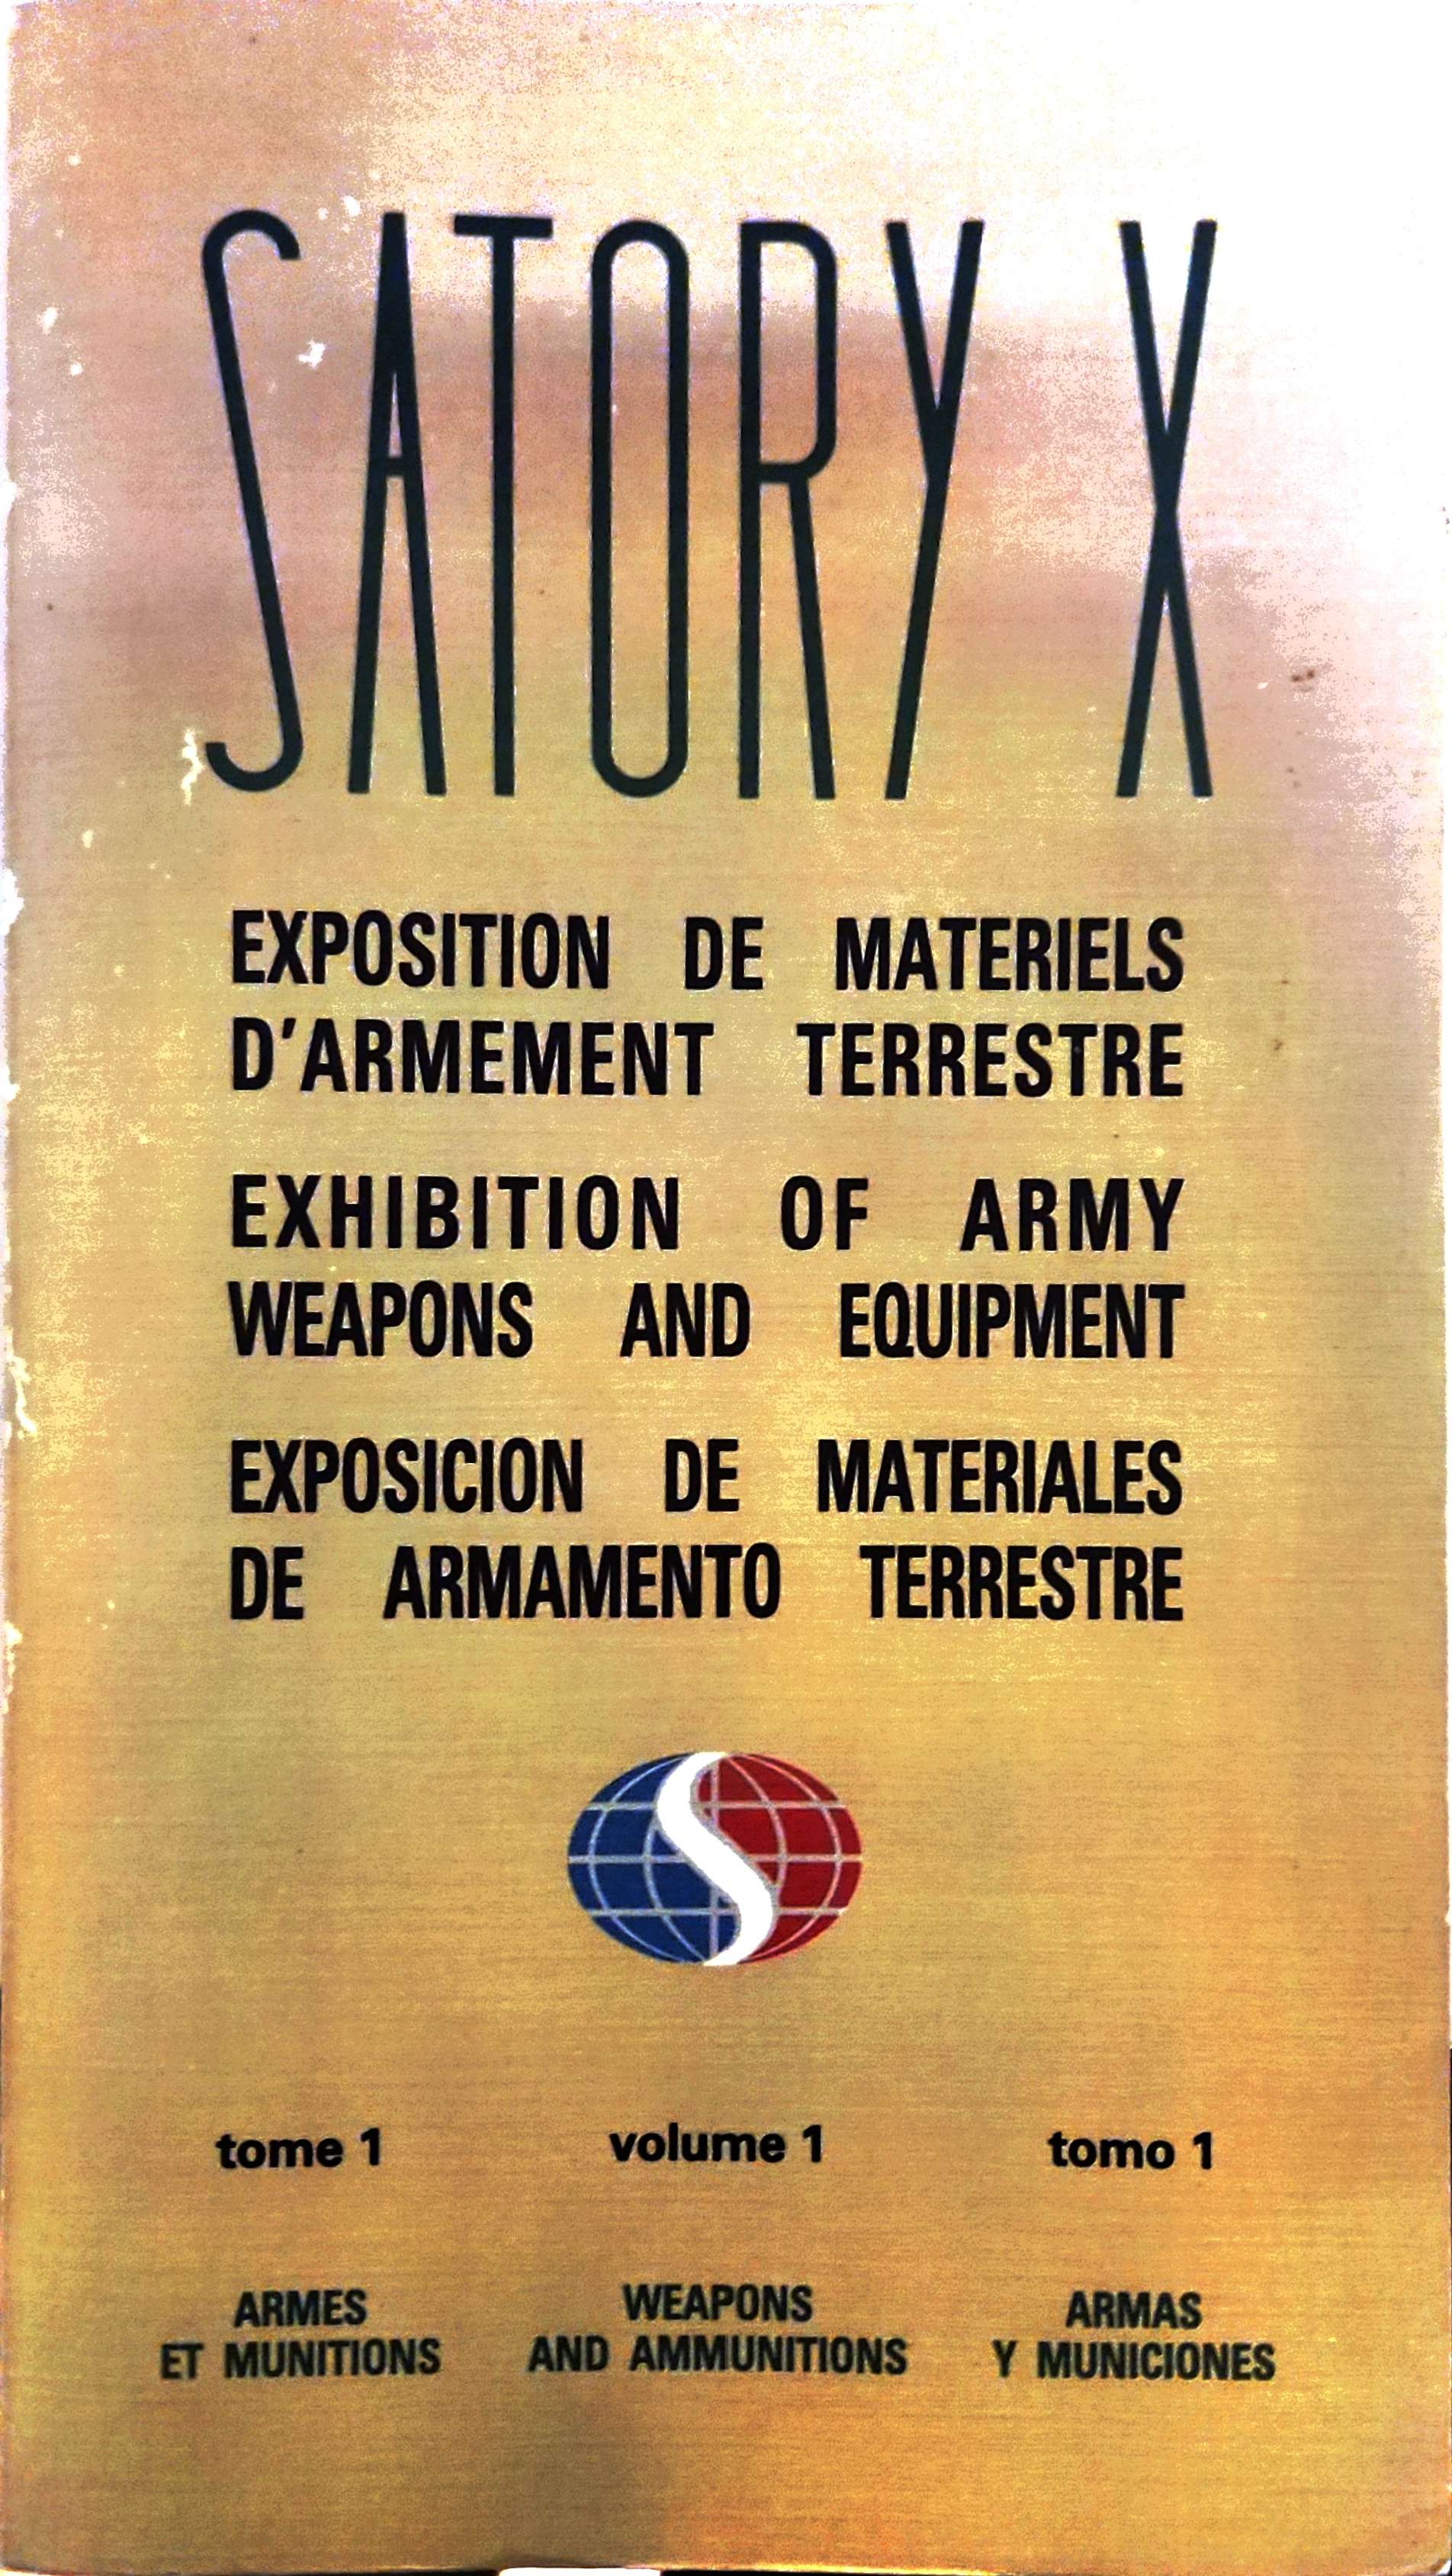 SATORY X
EXPOSITION DE MATERIELS
D'ARMEMENT TERRESTRE
EXHIBITION OF ARMY
WEAPONS AND EQUIPMENT
EXPOSICION DE MATERIALES
DE ARMAMENTO TERRESTRE
S
tome 1 volume 1 tomo 1
ARMES WEAPONS ARMAS
ET MUNITIONS AND AMMUNITIONS Y MUNICIONES